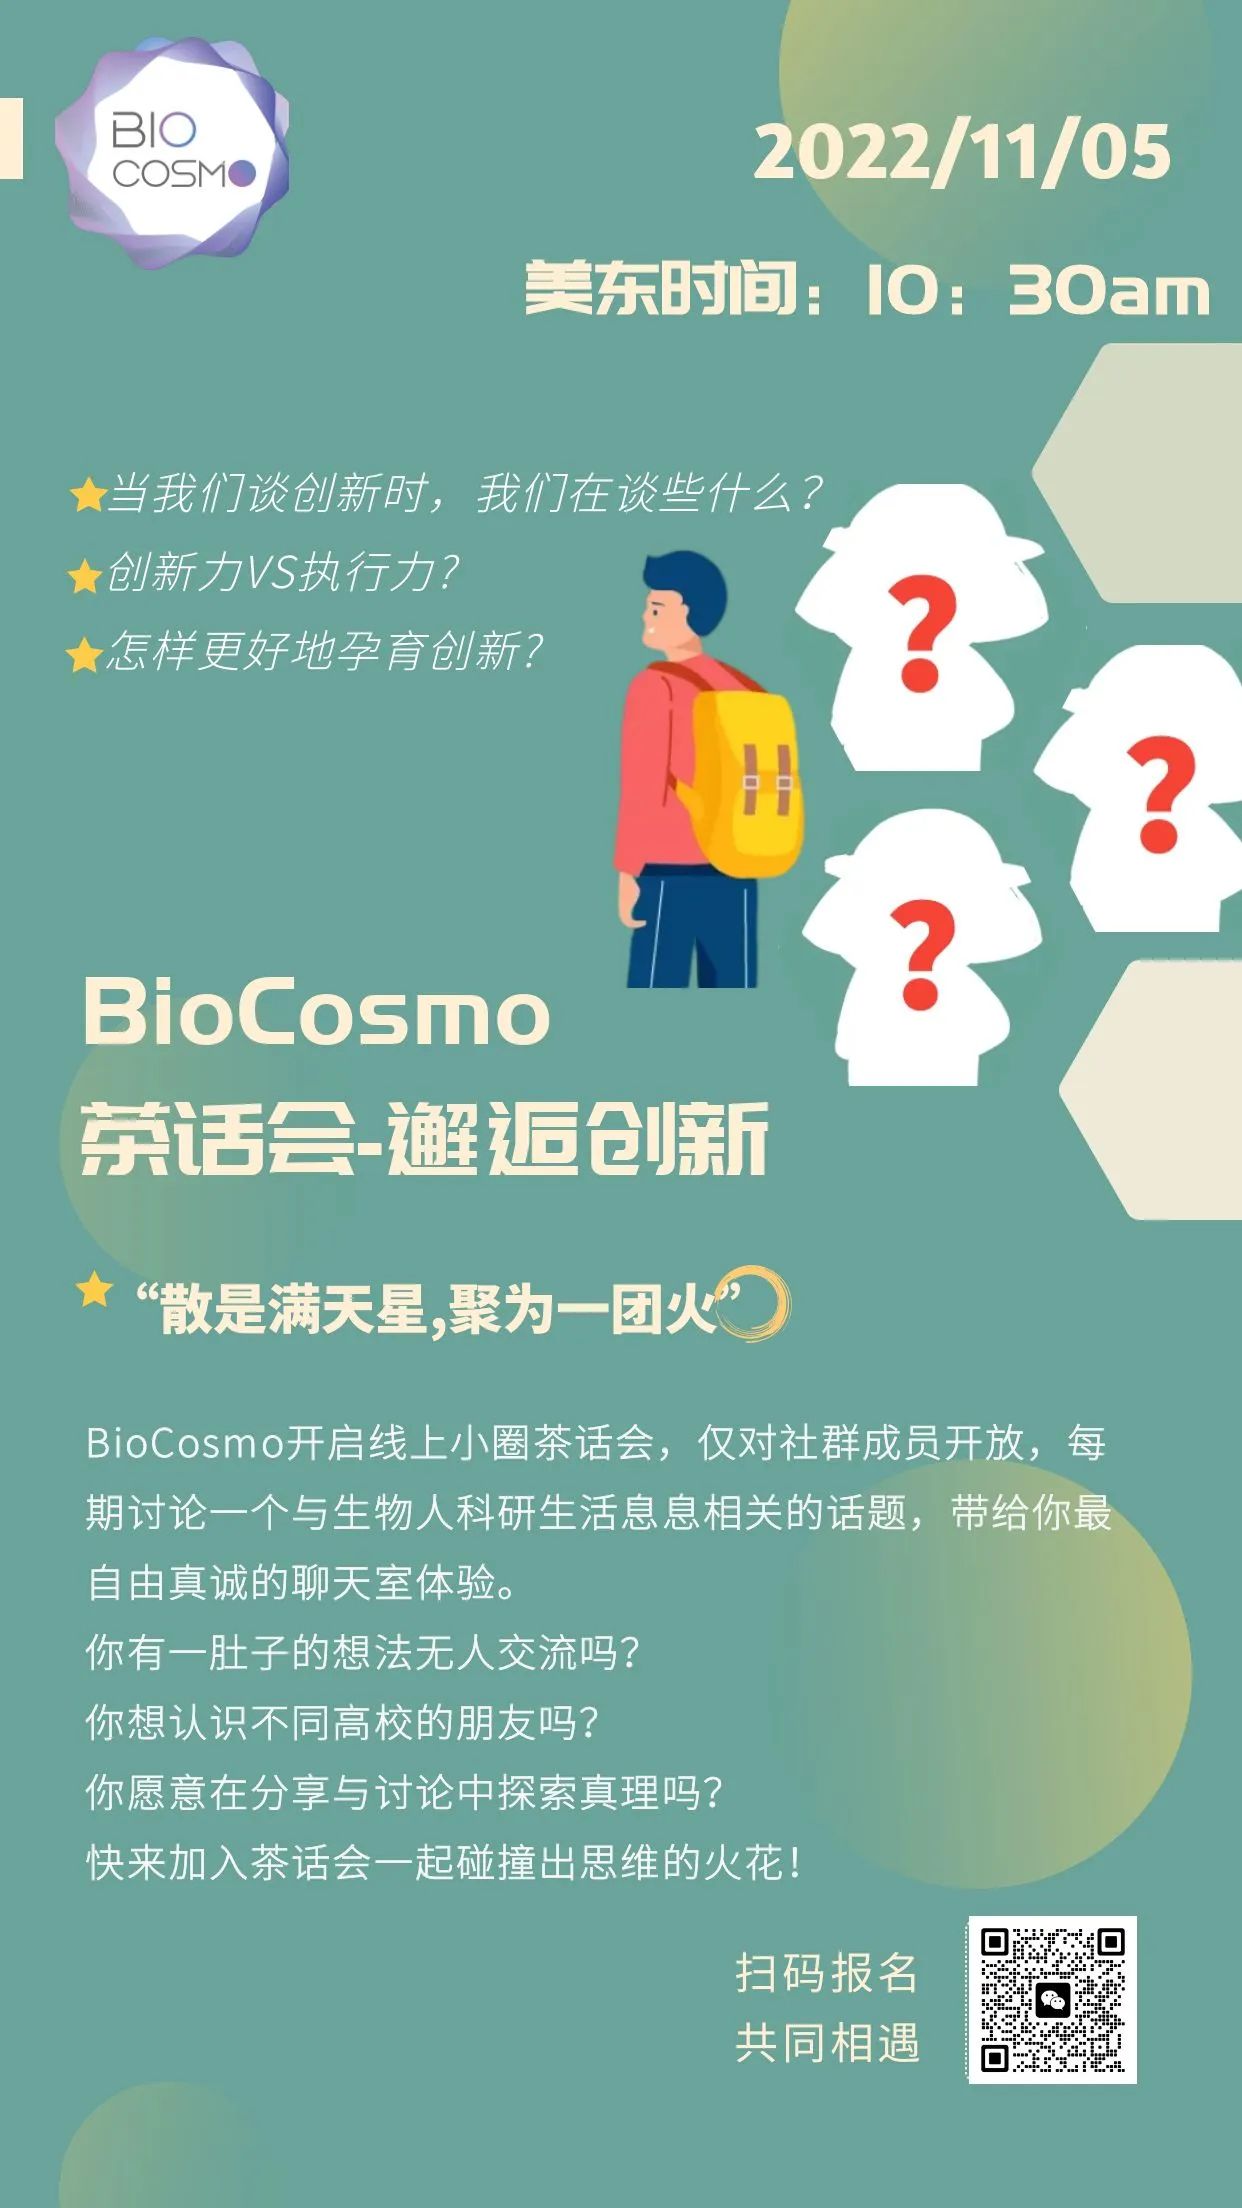 BIO
COSMO
2022/11/05
美东时间：10：30am
当我们谈创新时，我们在谈些什么？
创新力VS执行力？
怎样更好地孕育创新？
?
?
?
BioCosmo
茶话会-邂逅创新
“散是满天星,聚为一团火”
BioCosmo开启线上小圈茶话会，仅对社群成员开放，每
期讨论一个与生物人科研生活息息相关的话题，带给你最
自由真诚的聊天室体验。
你有一肚子的想法无人交流吗？
你想认识不同高校的朋友吗？
你愿意在分享与讨论中探索真理吗？
快来加入茶话会一起碰撞出思维的火花！
扫码报名
共同相遇